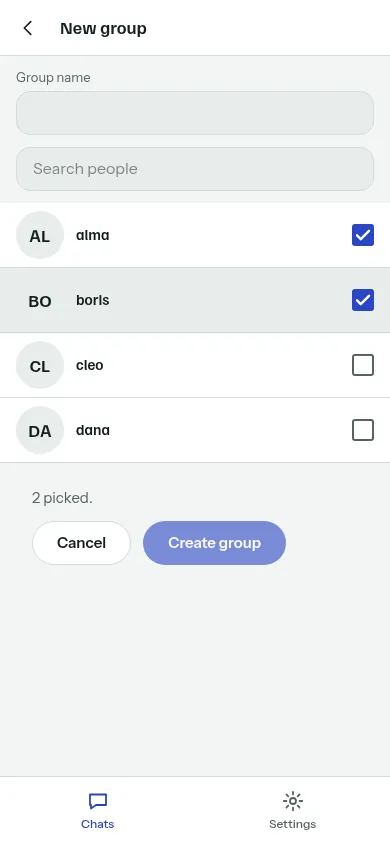 New group
Group name
Search people
AL alma
BO boris
CL cleo
DA dana
2 picked.
Cancel Create group
Chats Settings